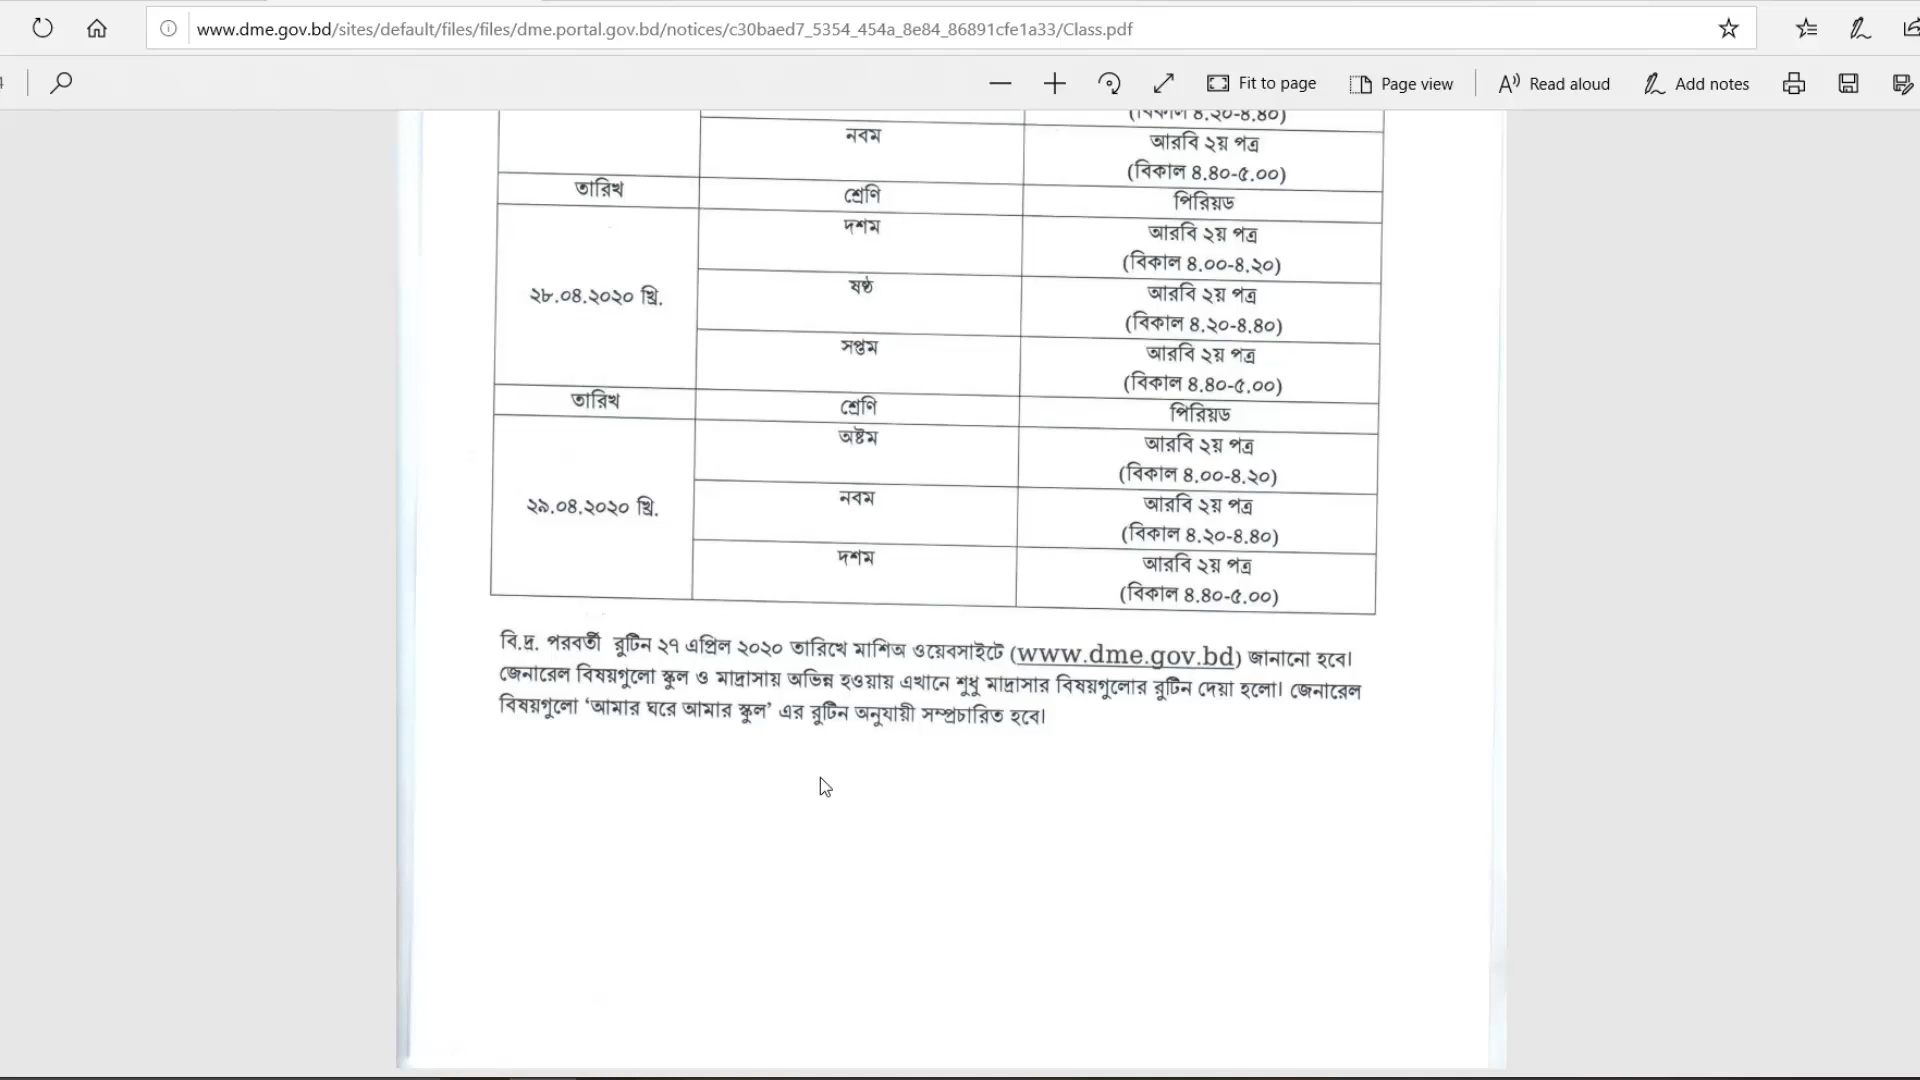 www.dme.gov.bd/sites/default/files/files/dme.portal.gov.bd/notices/c30baed7_5354_454a_8e84_86891cfe1a33/Class.pdf
Fit to page Page view Read aloud Add notes
(বিকাল ৪.২০-৪.৪০)
নবম আরবি ২য় পত্র
(বিকাল ৪.৪০-৫.০০)
তারিখ শ্রেণি পিরিয়ড
দশম আরবি ২য় পত্র
(বিকাল ৪.০০-৪.২০)
২৮.০৪.২০২০ খ্রি. ষষ্ঠ আরবি ২য় পত্র
(বিকাল ৪.২০-৪.৪০)
সপ্তম আরবি ২য় পত্র
(বিকাল ৪.৪০-৫.০০)
তারিখ শ্রেণি পিরিয়ড
অষ্টম আরবি ২য় পত্র
(বিকাল ৪.০০-৪.২০)
২৯.০৪.২০২০ খ্রি. নবম আরবি ২য় পত্র
(বিকাল ৪.২০-৪.৪০)
দশম আরবি ২য় পত্র
(বিকাল ৪.৪০-৫.০০)
বি.দ্র. পরবর্তী রুটিন ২৭ এপ্রিল ২০২০ তারিখে মাশিঅ ওয়েবসাইটে (www.dme.gov.bd) জানানো হবে।
জেনারেল বিষয়গুলো স্কুল ও মাদ্রাসায় অভিন্ন হওয়ায় এখানে শুধু মাদ্রাসার বিষয়গুলোর রুটিন দেয়া হলো। জেনারেল
বিষয়গুলো ‘আমার ঘরে আমার স্কুল’ এর রুটিন অনুযায়ী সম্প্রচারিত হবে।